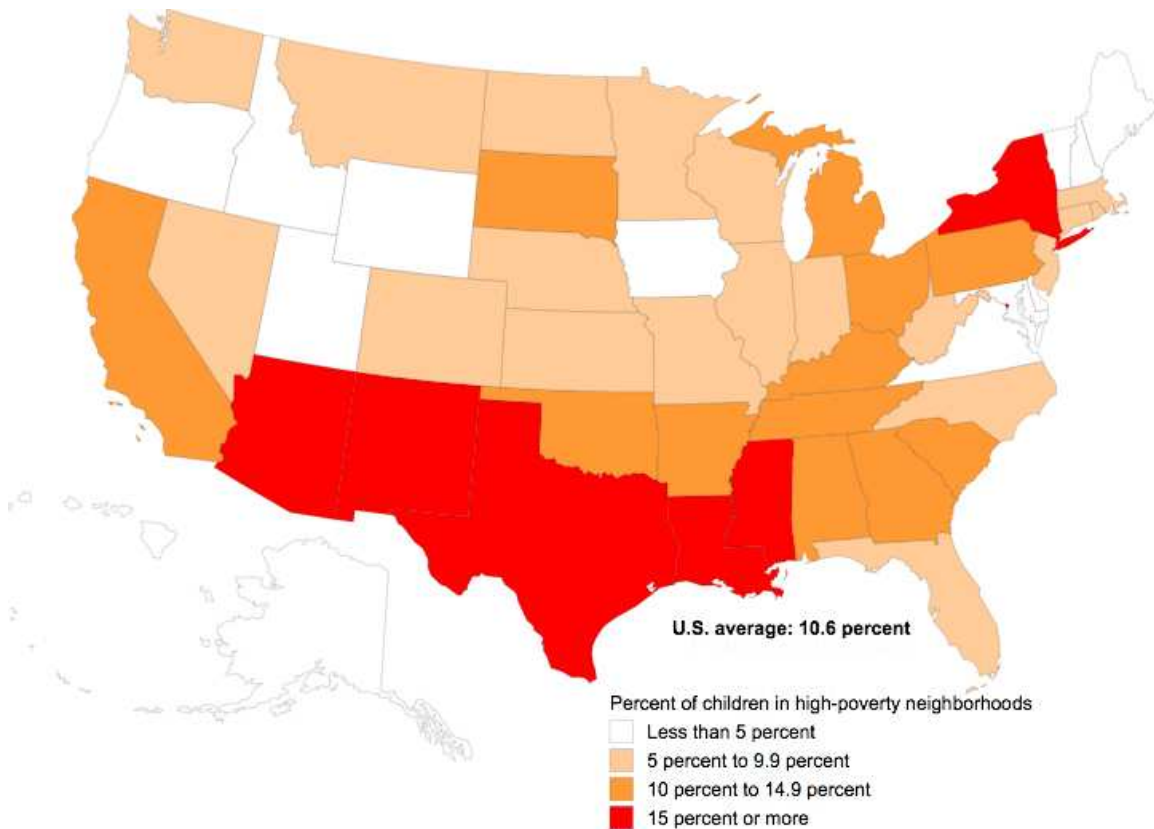 U.S. average: 10.6 percent
Percent of children in high-poverty neighborhoods
Less than 5 percent
5 percent to 9.9 percent
10 percent to 14.9 percent
15 percent or more